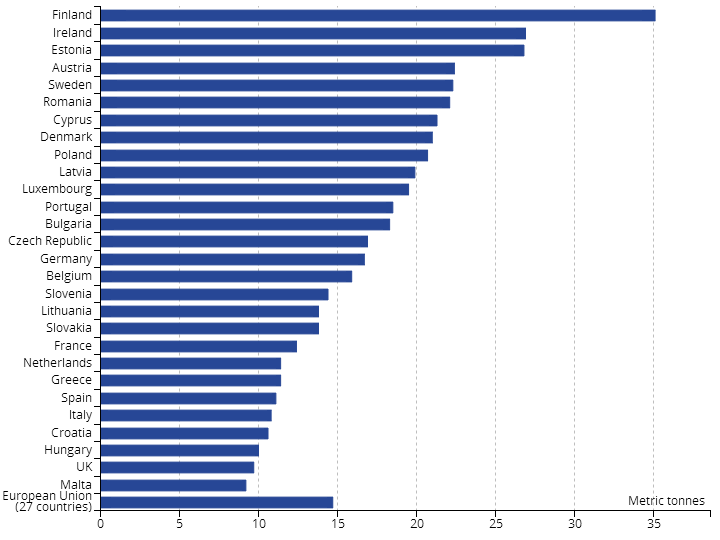 Finland
Ireland
Estonia
Austria
Sweden
Romania
Cyprus
Denmark
Poland
Latvia
Luxembourg
Portugal
Bulgaria
Czech Republic
Germany
Belgium
Slovenia
Lithuania
Slovakia
France
Netherlands
Greece
Spain
Italy
Croatia
Hungary
UK
Malta
European Union
(27 countries)
Metric tonnes
0 5 10 15 20 25 30 35